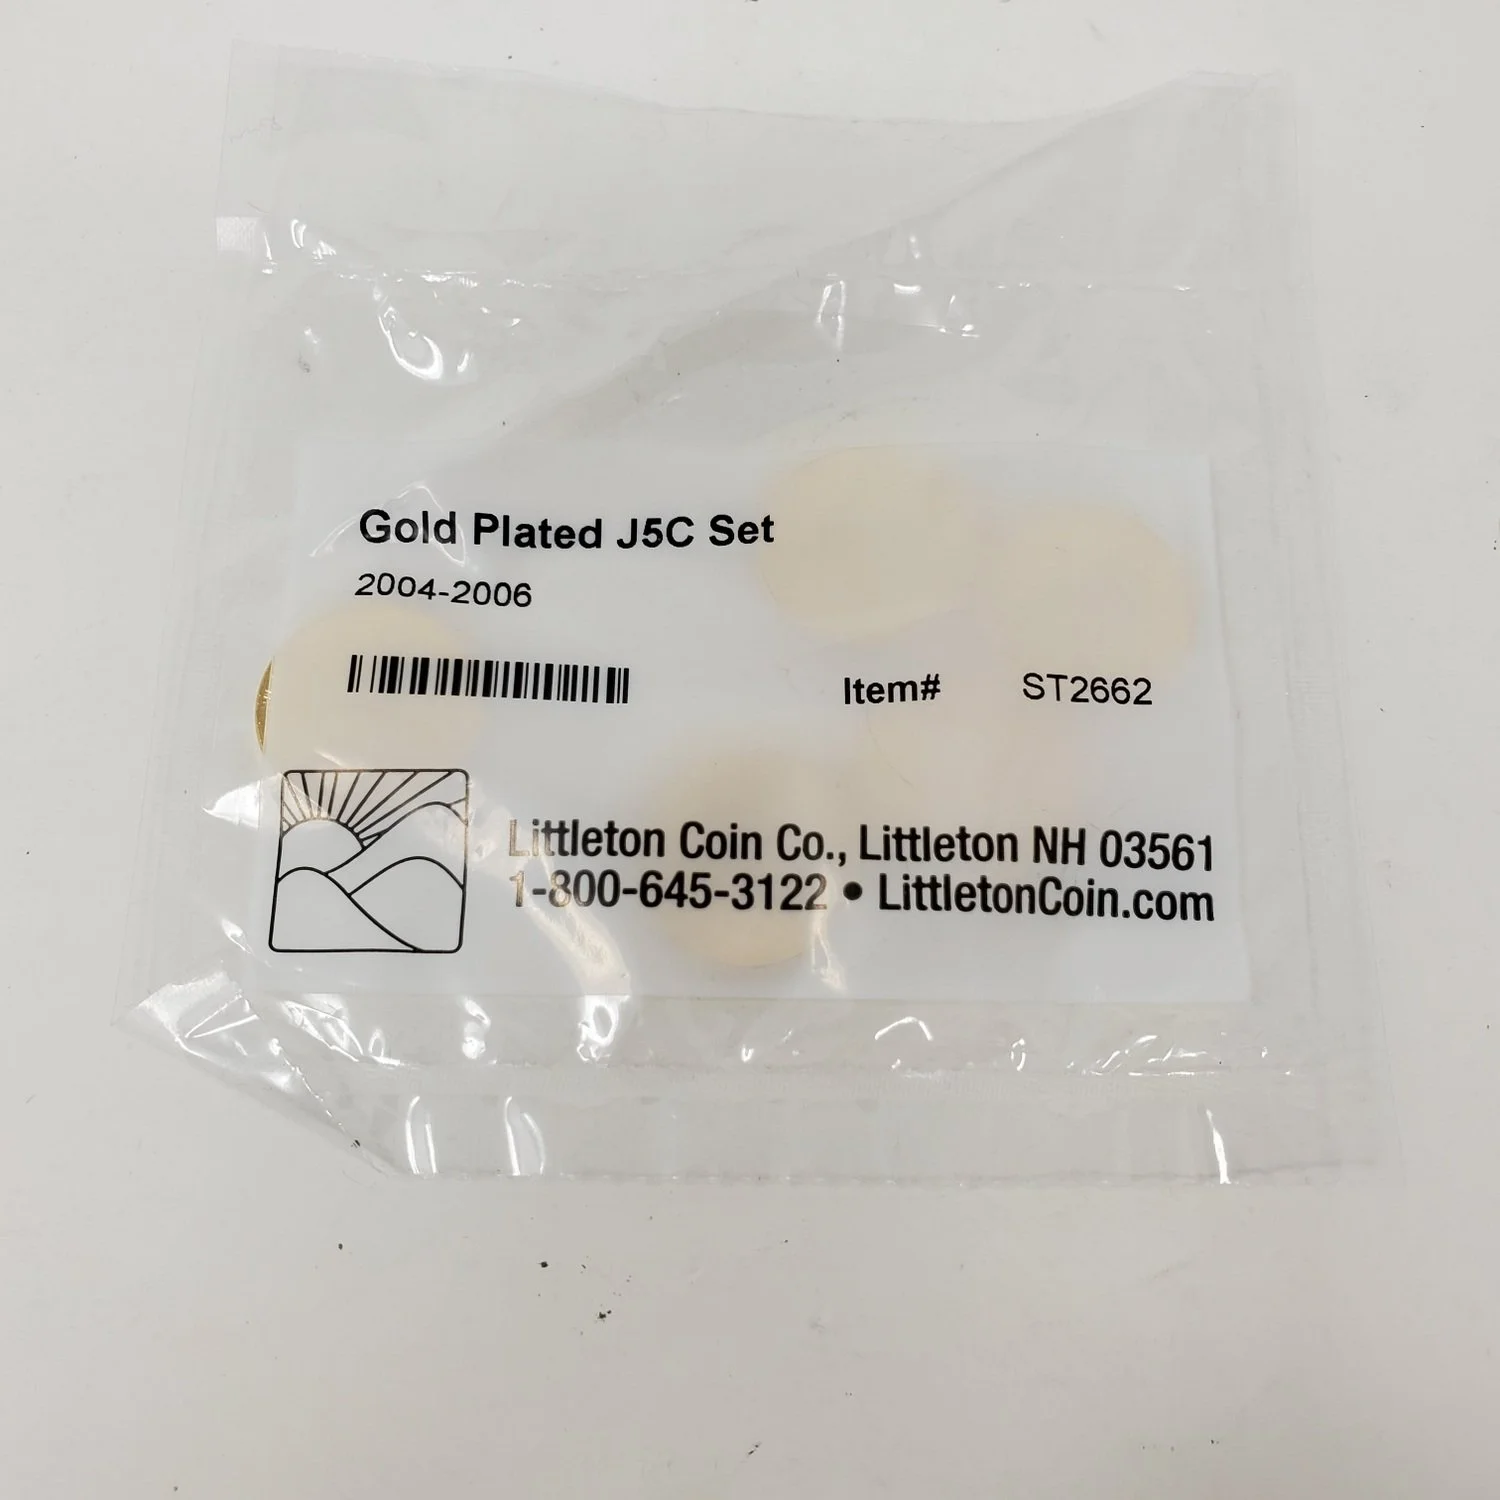 Gold Plated J5C Set
2004-2006
Item# ST2662
Littleton Coin Co., Littleton NH 03561
1-800-645-3122 • LittletonCoin.com